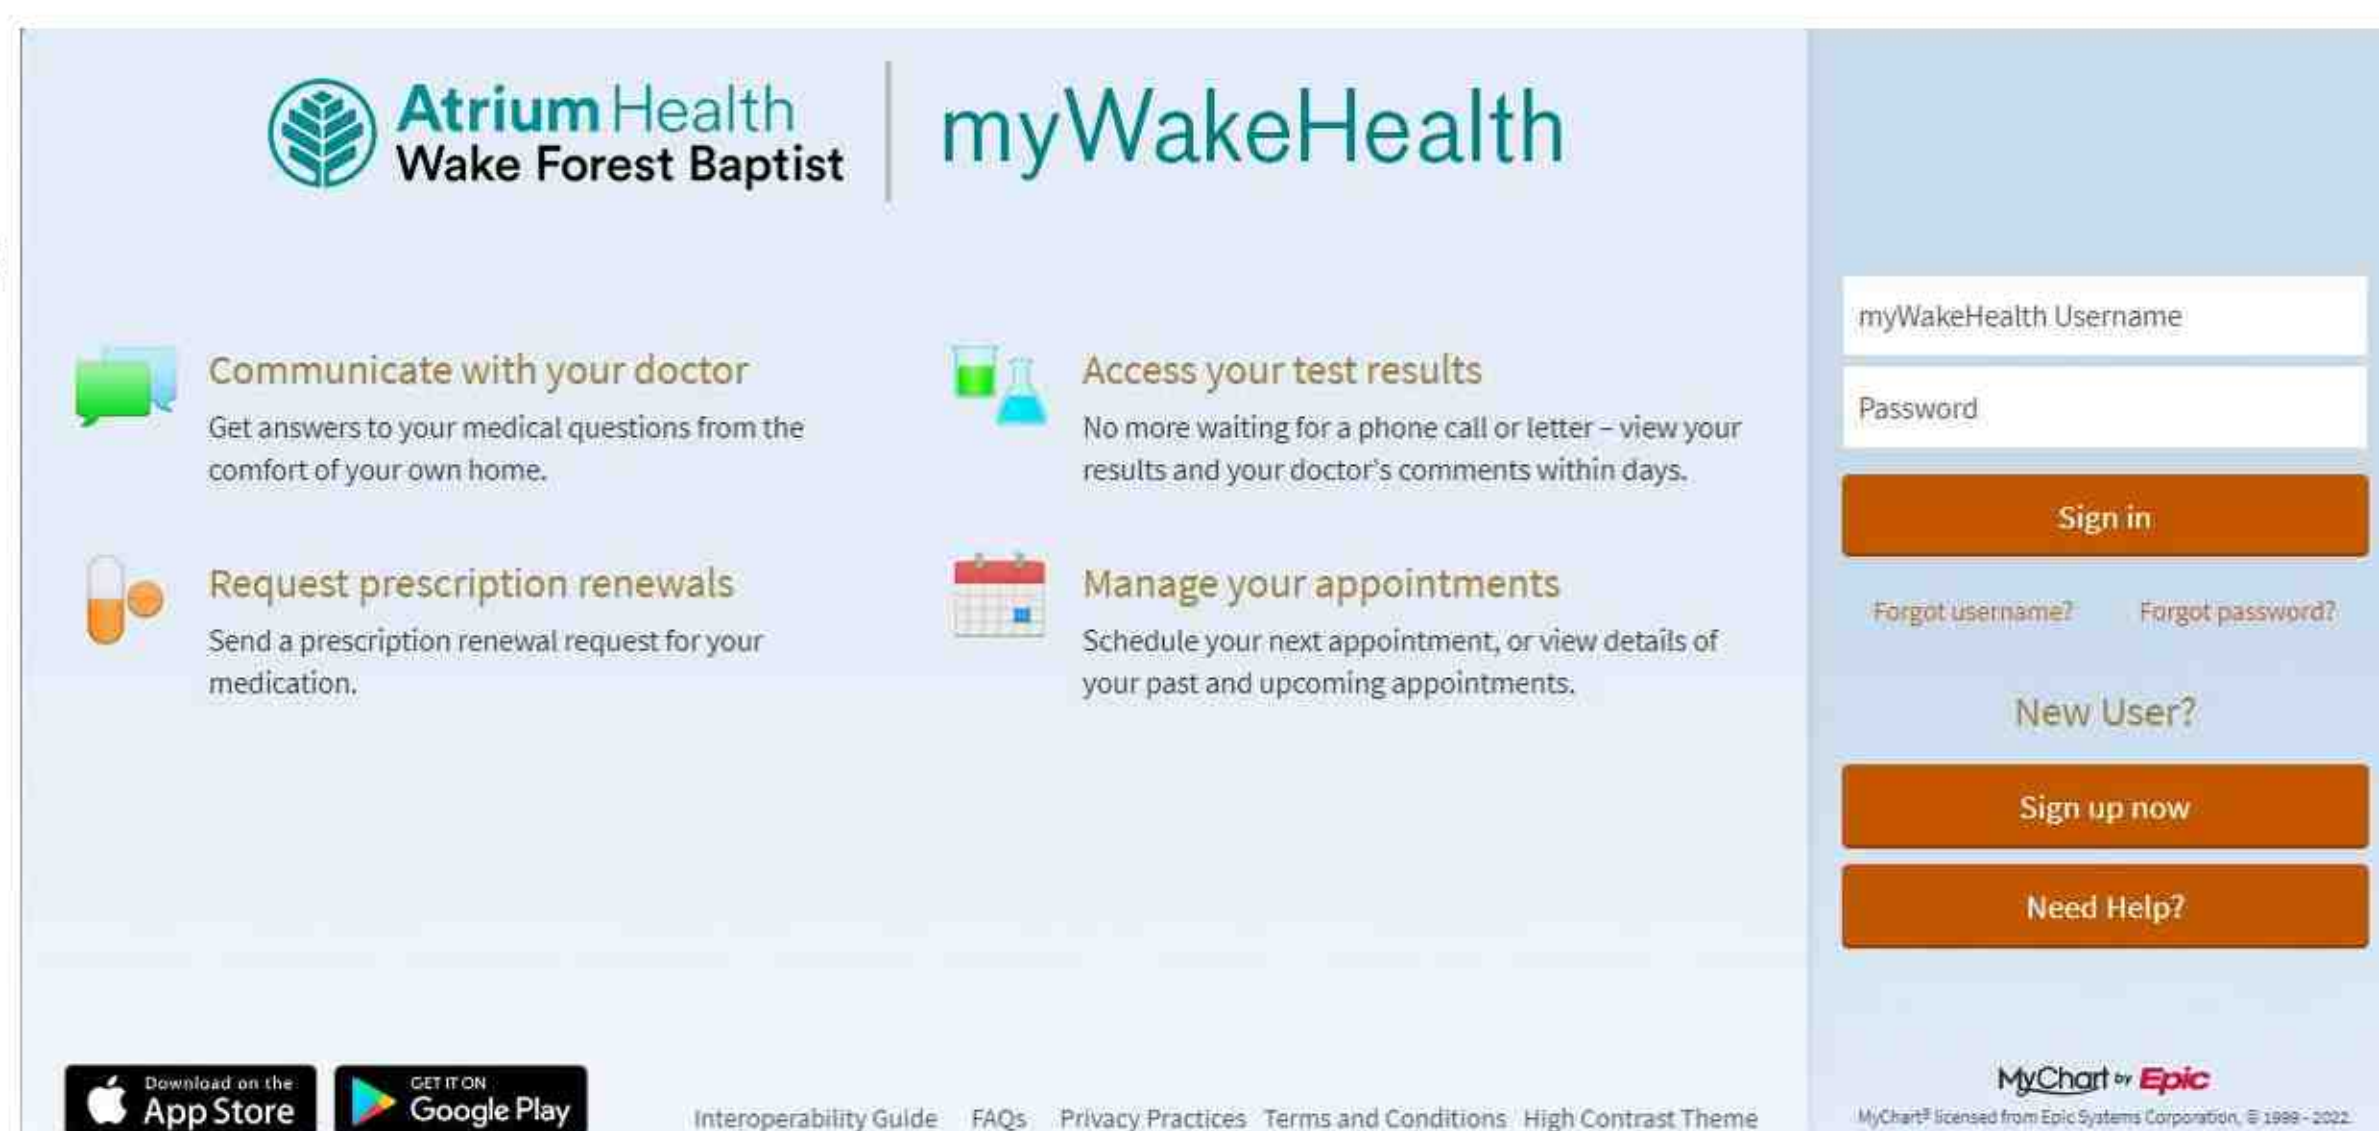 Atrium Health
Wake Forest Baptist
myWakeHealth
Communicate with your doctor
Get answers to your medical questions from the
comfort of your own home.
Access your test results
No more waiting for a phone call or letter – view your
results and your doctor's comments within days.
Request prescription renewals
Send a prescription renewal request for your
medication.
Manage your appointments
Schedule your next appointment, or view details of
your past and upcoming appointments.
myWakeHealth Username
Password
Sign in
Forgot username? Forgot password?
New User?
Sign up now
Need Help?
Download on the
App Store
GET IT ON
Google Play
Interoperability Guide FAQs Privacy Practices Terms and Conditions High Contrast Theme
MyChart by Epic
MyChart® licensed from Epic Systems Corporation, © 1999 - 2022